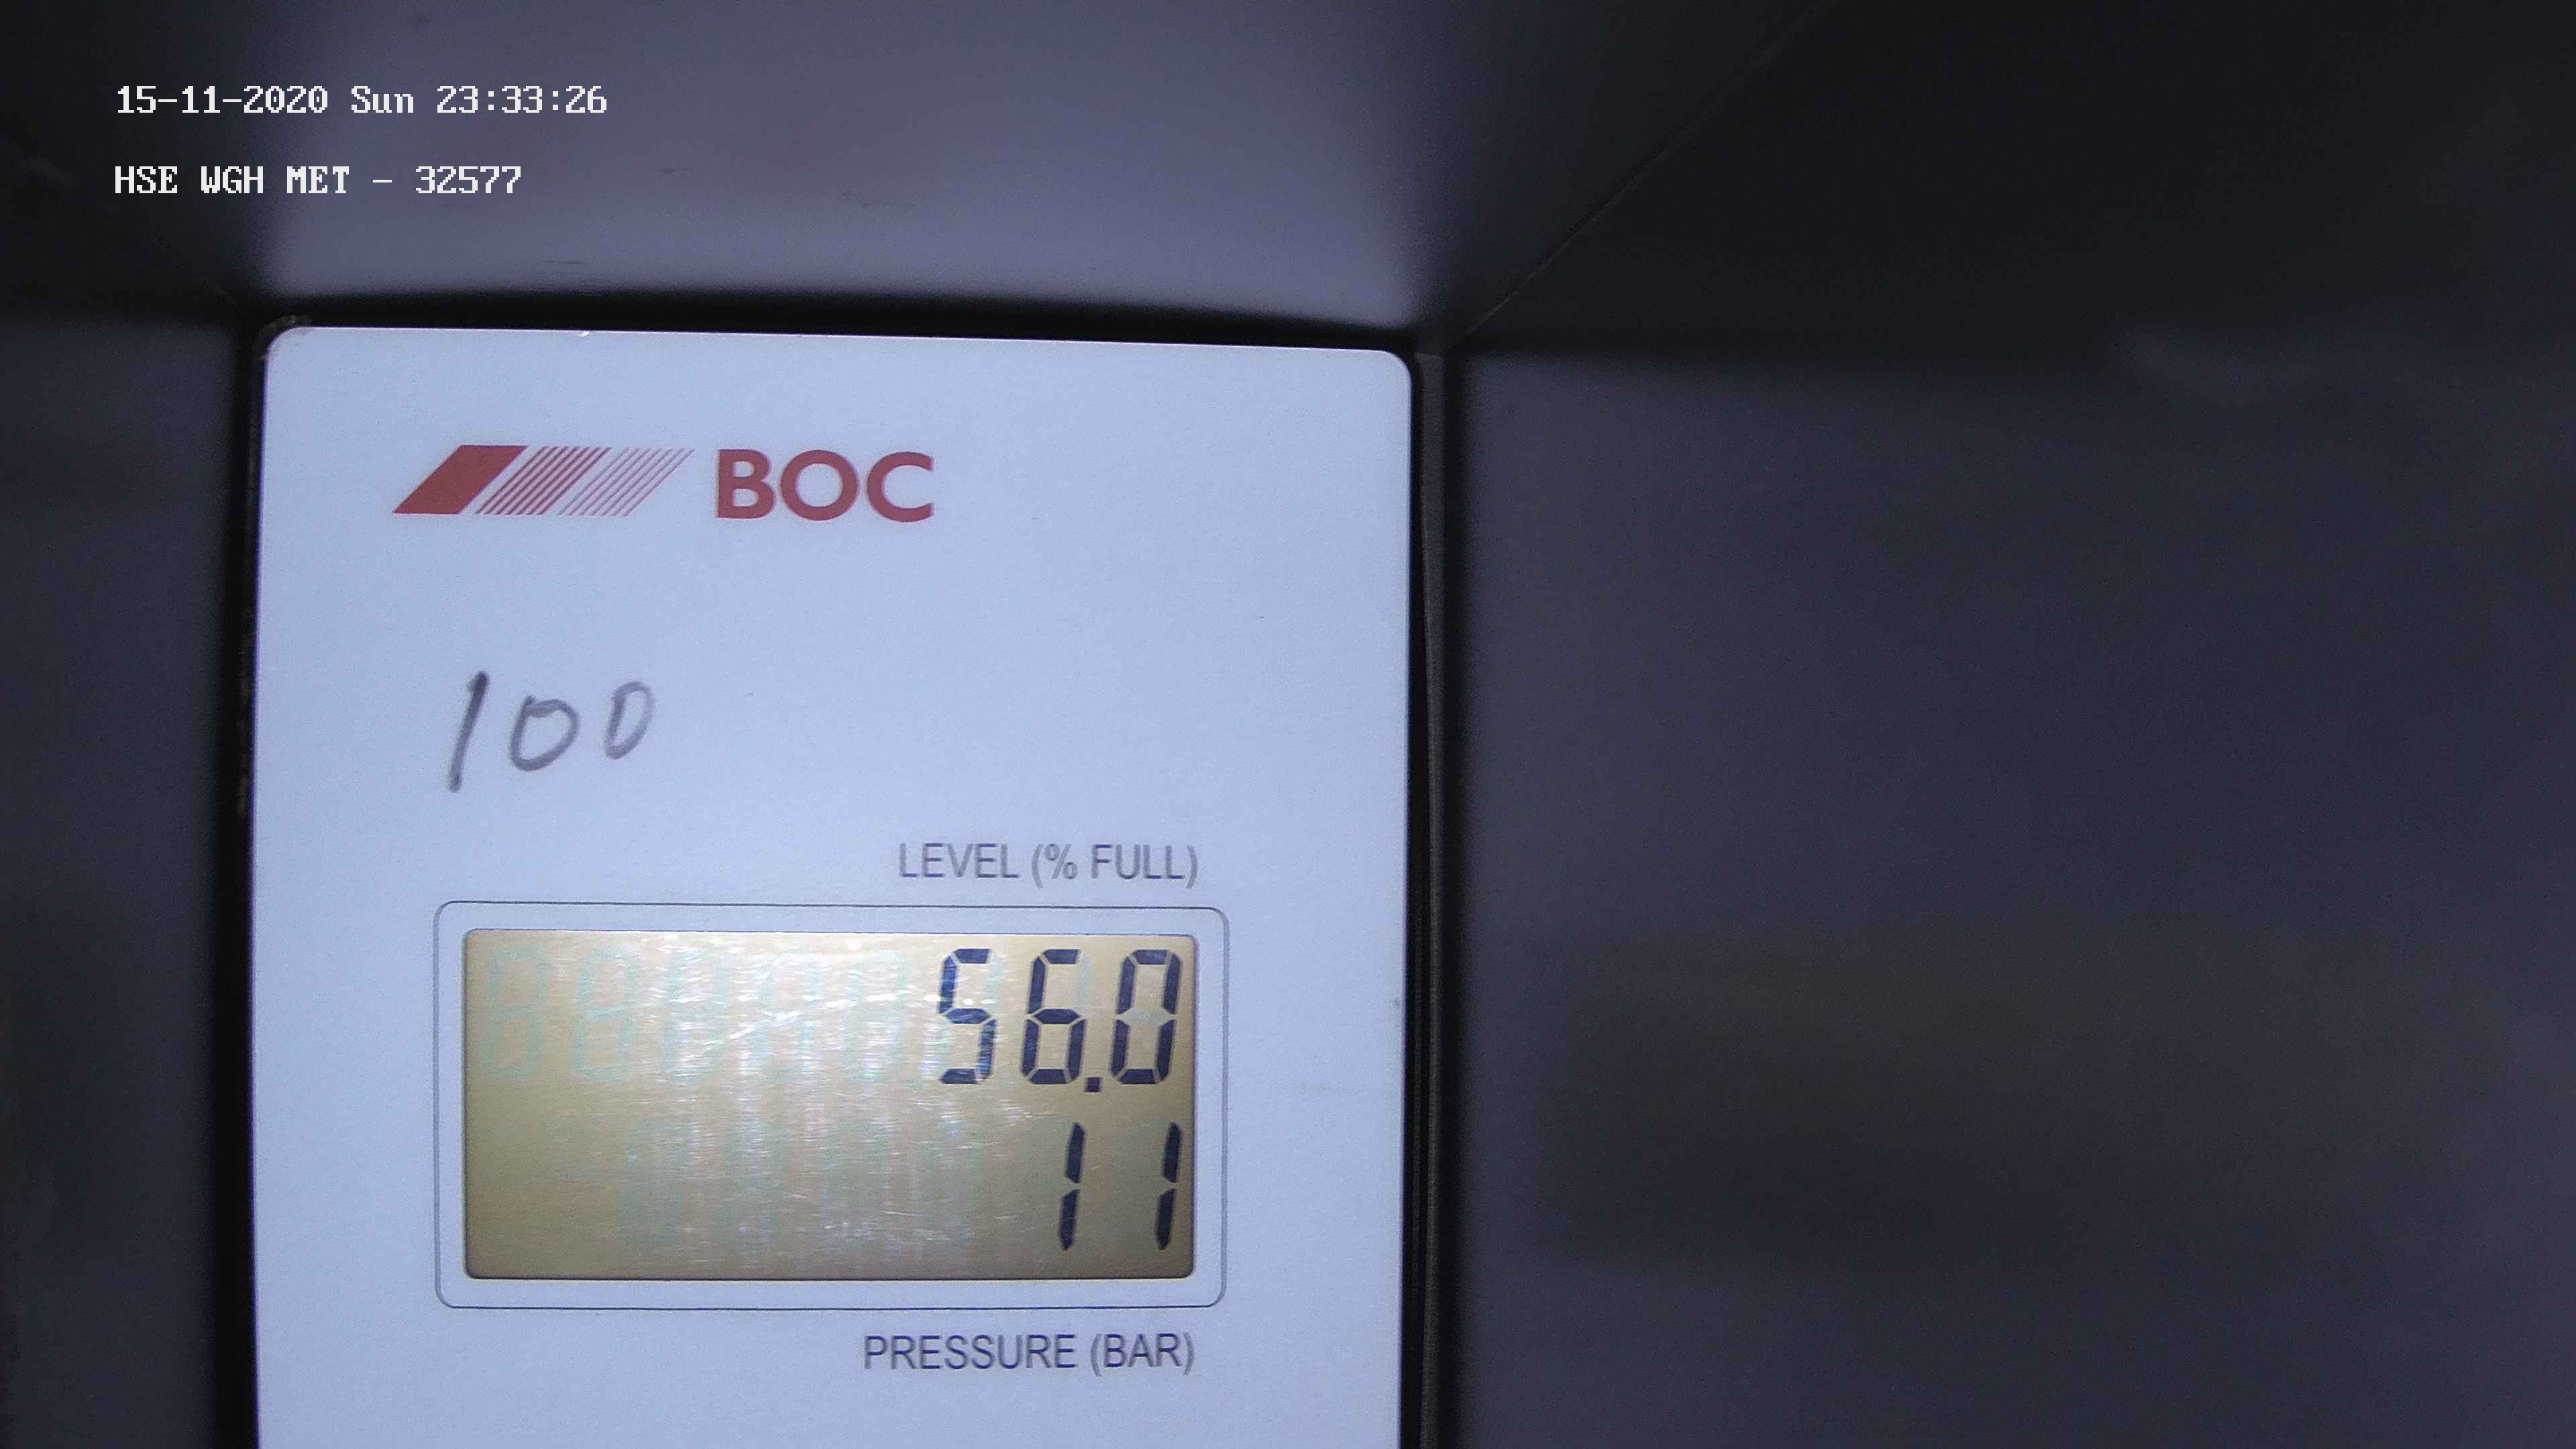 15-11-2020 Sun 23:33:26
HSE WGH MET - 32577
BOC
100
LEVEL (% FULL)
56.0
11
PRESSURE (BAR)